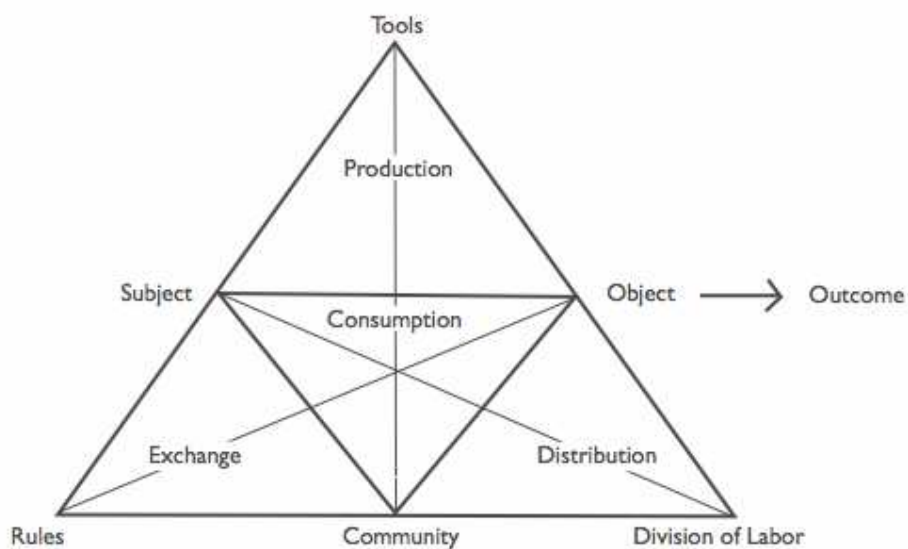 Tools
Production
Subject
Object
Outcome
Consumption
Exchange
Distribution
Rules
Community
Division of Labor